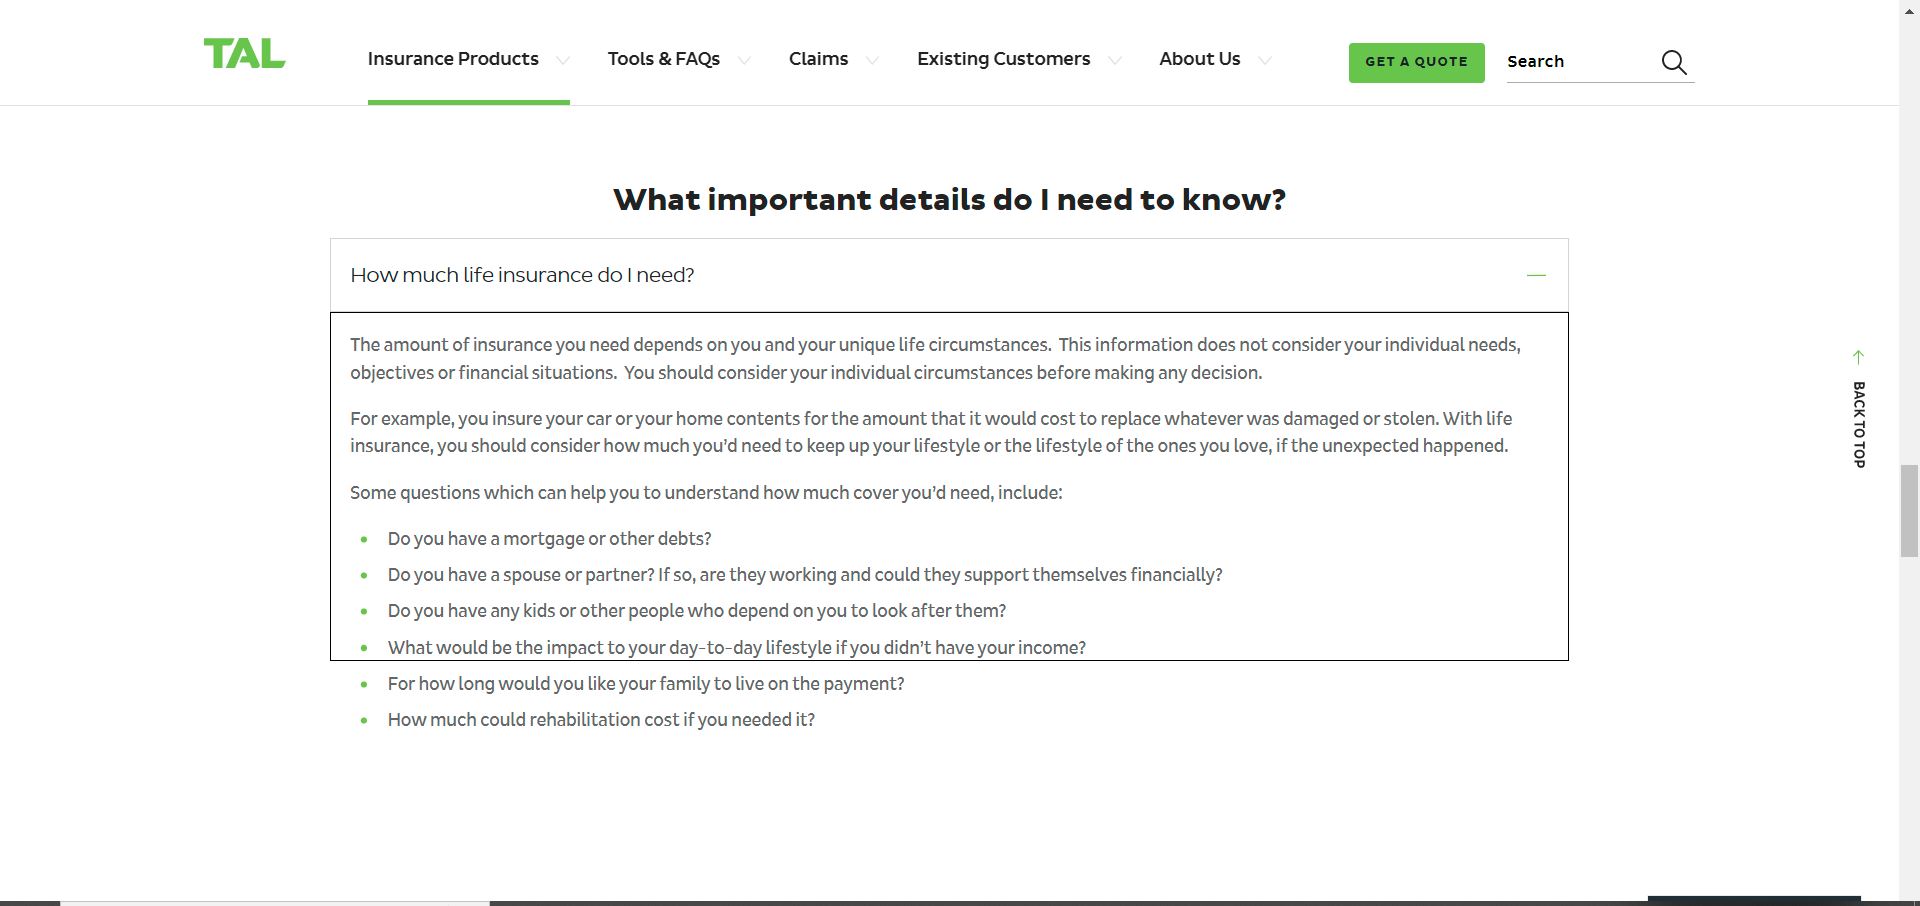 TAL
Insurance Products
Tools & FAQs
Claims
Existing Customers
About Us
GET A QUOTE
Search
What important details do I need to know?
How much life insurance do I need?
The amount of insurance you need depends on you and your unique life circumstances.  This information does not consider your individual needs,
objectives or financial situations.  You should consider your individual circumstances before making any decision.
For example, you insure your car or your home contents for the amount that it would cost to replace whatever was damaged or stolen. With life
insurance, you should consider how much you’d need to keep up your lifestyle or the lifestyle of the ones you love, if the unexpected happened.
Some questions which can help you to understand how much cover you’d need, include:
• Do you have a mortgage or other debts?
• Do you have a spouse or partner? If so, are they working and could they support themselves financially?
• Do you have any kids or other people who depend on you to look after them?
• What would be the impact to your day-to-day lifestyle if you didn’t have your income?
• For how long would you like your family to live on the payment?
• How much could rehabilitation cost if you needed it?
BACK TO TOP